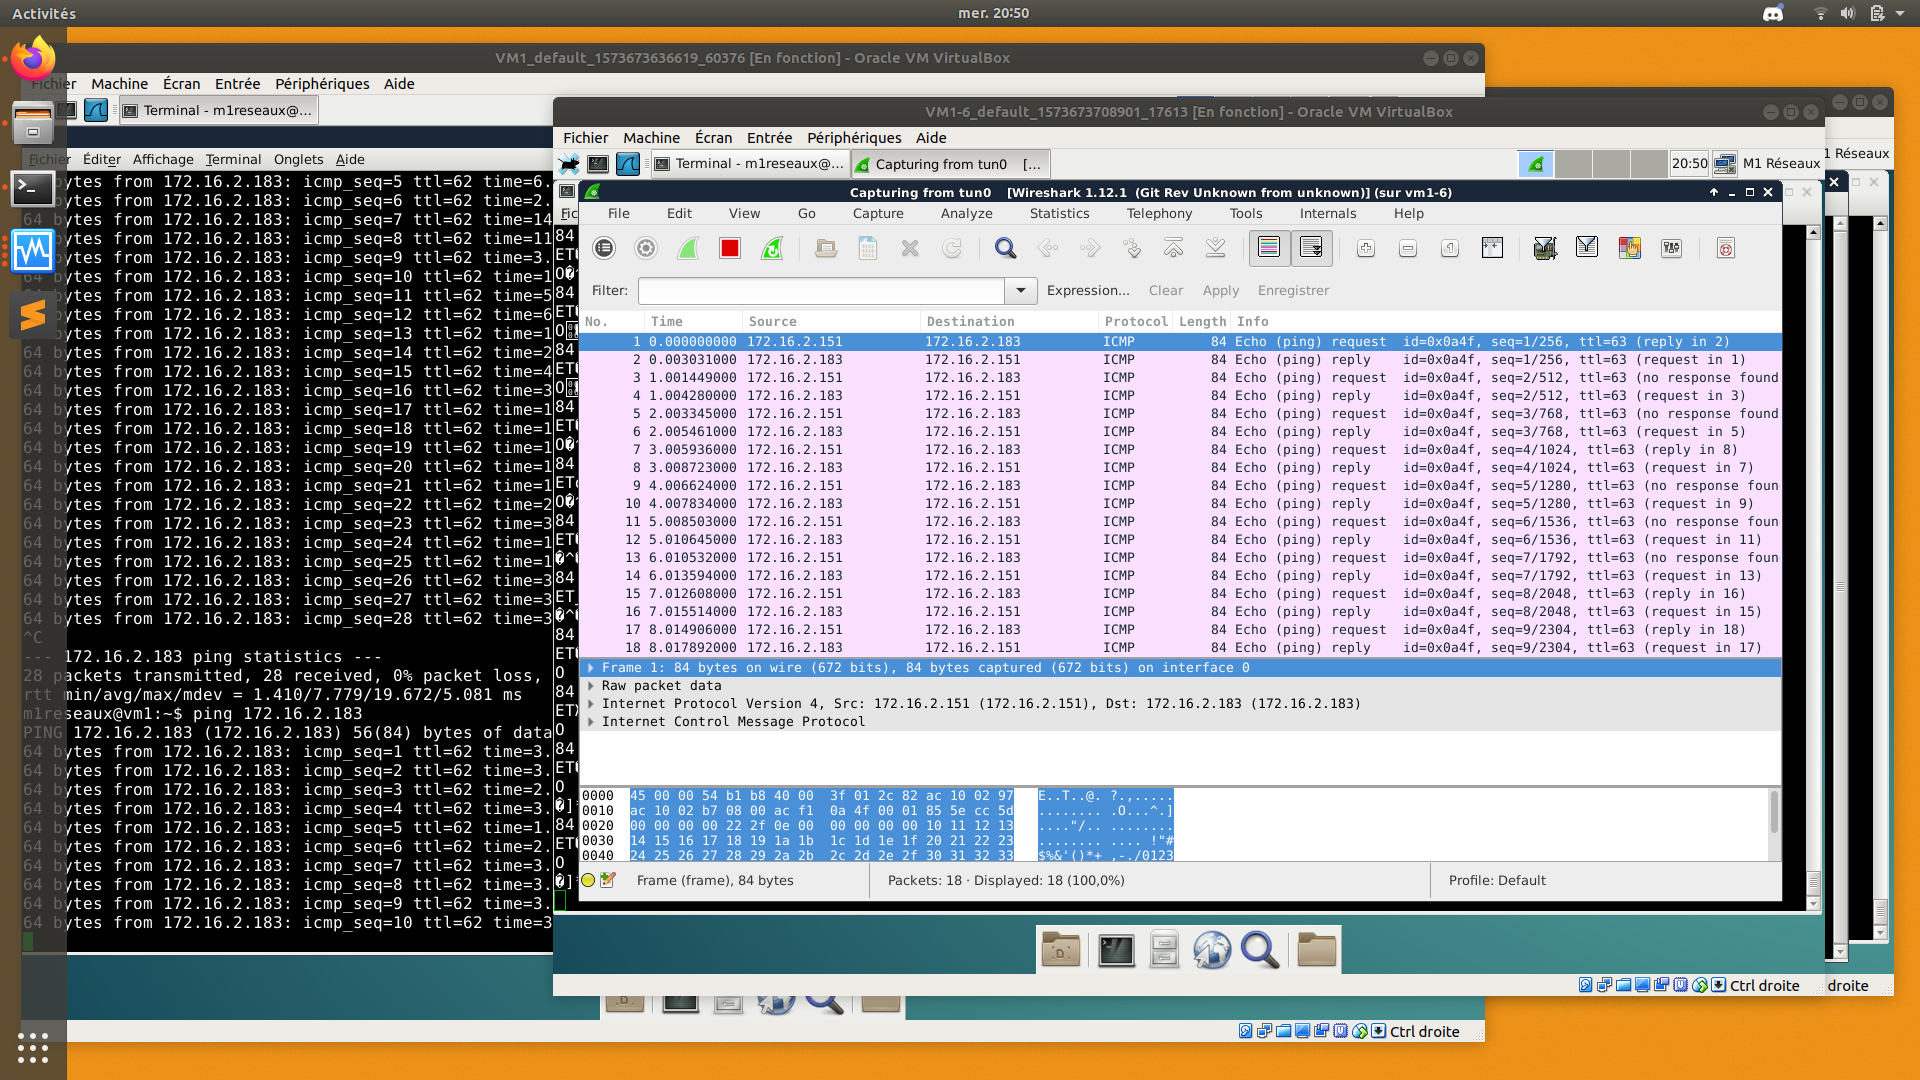 Activités
mer. 20:50
VM1_default_1573673636619_60376 [En fonction] - Oracle VM VirtualBox
Fichier Machine Écran Entrée Périphériques Aide
Terminal - m1reseaux@...
Fichier Éditer Affichage Terminal Onglets Aide
64 bytes from 172.16.2.183: icmp_seq=5 ttl=62 time=6.
64 bytes from 172.16.2.183: icmp_seq=6 ttl=62 time=2.
64 bytes from 172.16.2.183: icmp_seq=7 ttl=62 time=14
64 bytes from 172.16.2.183: icmp_seq=8 ttl=62 time=11
64 bytes from 172.16.2.183: icmp_seq=9 ttl=62 time=3.
64 bytes from 172.16.2.183: icmp_seq=10 ttl=62 time=1
64 bytes from 172.16.2.183: icmp_seq=11 ttl=62 time=5
64 bytes from 172.16.2.183: icmp_seq=12 ttl=62 time=6
64 bytes from 172.16.2.183: icmp_seq=13 ttl=62 time=1
64 bytes from 172.16.2.183: icmp_seq=14 ttl=62 time=2
64 bytes from 172.16.2.183: icmp_seq=15 ttl=62 time=4
64 bytes from 172.16.2.183: icmp_seq=16 ttl=62 time=3
64 bytes from 172.16.2.183: icmp_seq=17 ttl=62 time=1
64 bytes from 172.16.2.183: icmp_seq=18 ttl=62 time=1
64 bytes from 172.16.2.183: icmp_seq=19 ttl=62 time=1
64 bytes from 172.16.2.183: icmp_seq=20 ttl=62 time=1
64 bytes from 172.16.2.183: icmp_seq=21 ttl=62 time=1
64 bytes from 172.16.2.183: icmp_seq=22 ttl=62 time=2
64 bytes from 172.16.2.183: icmp_seq=23 ttl=62 time=3
64 bytes from 172.16.2.183: icmp_seq=24 ttl=62 time=1
64 bytes from 172.16.2.183: icmp_seq=25 ttl=62 time=1
64 bytes from 172.16.2.183: icmp_seq=26 ttl=62 time=3
64 bytes from 172.16.2.183: icmp_seq=27 ttl=62 time=3
64 bytes from 172.16.2.183: icmp_seq=28 ttl=62 time=3
^C
--- 172.16.2.183 ping statistics ---
28 packets transmitted, 28 received, 0% packet loss,
rtt min/avg/max/mdev = 1.410/7.779/19.672/5.081 ms
m1reseaux@vm1:~$ ping 172.16.2.183
PING 172.16.2.183 (172.16.2.183) 56(84) bytes of data
64 bytes from 172.16.2.183: icmp_seq=1 ttl=62 time=3.
64 bytes from 172.16.2.183: icmp_seq=2 ttl=62 time=3.
64 bytes from 172.16.2.183: icmp_seq=3 ttl=62 time=2.
64 bytes from 172.16.2.183: icmp_seq=4 ttl=62 time=3.
64 bytes from 172.16.2.183: icmp_seq=5 ttl=62 time=1.
64 bytes from 172.16.2.183: icmp_seq=6 ttl=62 time=2.
64 bytes from 172.16.2.183: icmp_seq=7 ttl=62 time=3.
64 bytes from 172.16.2.183: icmp_seq=8 ttl=62 time=3.
64 bytes from 172.16.2.183: icmp_seq=9 ttl=62 time=3.
64 bytes from 172.16.2.183: icmp_seq=10 ttl=62 time=3
Ctrl droite
VM1-6_default_1573673708901_17613 [En fonction] - Oracle VM VirtualBox
Fichier Machine Écran Entrée Périphériques Aide
Terminal - m1reseaux@... Capturing from tun0 [... 20:50 M1 Réseaux
1 Réseaux
Capturing from tun0 [Wireshark 1.12.1 (Git Rev Unknown from unknown)] (sur vm1-6)
File Edit View Go Capture Analyze Statistics Telephony Tools Internals Help
Filter: Expression... Clear Apply Enregistrer
No. Time Source Destination Protocol Length Info
1 0.000000000 172.16.2.151 172.16.2.183 ICMP 84 Echo (ping) request id=0x0a4f, seq=1/256, ttl=63 (reply in 2)
2 0.003031000 172.16.2.183 172.16.2.151 ICMP 84 Echo (ping) reply id=0x0a4f, seq=1/256, ttl=63 (request in 1)
3 1.001449000 172.16.2.151 172.16.2.183 ICMP 84 Echo (ping) request id=0x0a4f, seq=2/512, ttl=63 (no response found
4 1.004280000 172.16.2.183 172.16.2.151 ICMP 84 Echo (ping) reply id=0x0a4f, seq=2/512, ttl=63 (request in 3)
5 2.003345000 172.16.2.151 172.16.2.183 ICMP 84 Echo (ping) request id=0x0a4f, seq=3/768, ttl=63 (no response found
6 2.005461000 172.16.2.183 172.16.2.151 ICMP 84 Echo (ping) reply id=0x0a4f, seq=3/768, ttl=63 (request in 5)
7 3.005936000 172.16.2.151 172.16.2.183 ICMP 84 Echo (ping) request id=0x0a4f, seq=4/1024, ttl=63 (reply in 8)
8 3.008723000 172.16.2.183 172.16.2.151 ICMP 84 Echo (ping) reply id=0x0a4f, seq=4/1024, ttl=63 (request in 7)
9 4.006624000 172.16.2.151 172.16.2.183 ICMP 84 Echo (ping) request id=0x0a4f, seq=5/1280, ttl=63 (no response foun
10 4.007834000 172.16.2.183 172.16.2.151 ICMP 84 Echo (ping) reply id=0x0a4f, seq=5/1280, ttl=63 (request in 9)
11 5.008503000 172.16.2.151 172.16.2.183 ICMP 84 Echo (ping) request id=0x0a4f, seq=6/1536, ttl=63 (no response foun
12 5.010645000 172.16.2.183 172.16.2.151 ICMP 84 Echo (ping) reply id=0x0a4f, seq=6/1536, ttl=63 (request in 11)
13 6.010532000 172.16.2.151 172.16.2.183 ICMP 84 Echo (ping) request id=0x0a4f, seq=7/1792, ttl=63 (no response foun
14 6.013594000 172.16.2.183 172.16.2.151 ICMP 84 Echo (ping) reply id=0x0a4f, seq=7/1792, ttl=63 (request in 13)
15 7.012608000 172.16.2.151 172.16.2.183 ICMP 84 Echo (ping) request id=0x0a4f, seq=8/2048, ttl=63 (reply in 16)
16 7.015514000 172.16.2.183 172.16.2.151 ICMP 84 Echo (ping) reply id=0x0a4f, seq=8/2048, ttl=63 (request in 15)
17 8.014906000 172.16.2.151 172.16.2.183 ICMP 84 Echo (ping) request id=0x0a4f, seq=9/2304, ttl=63 (reply in 18)
18 8.017892000 172.16.2.183 172.16.2.151 ICMP 84 Echo (ping) reply id=0x0a4f, seq=9/2304, ttl=63 (request in 17)
Frame 1: 84 bytes on wire (672 bits), 84 bytes captured (672 bits) on interface 0
Raw packet data
Internet Protocol Version 4, Src: 172.16.2.151 (172.16.2.151), Dst: 172.16.2.183 (172.16.2.183)
Internet Control Message Protocol
0000 45 00 00 54 b1 b8 40 00 3f 01 2c 82 ac 10 02 97 E..T..@. ?.,.....
0010 ac 10 02 b7 08 00 ac f1 0a 4f 00 01 85 5e cc 5d ........ .O...^.]
0020 00 00 00 00 22 2f 0e 00 00 00 00 00 10 11 12 13 ...."/.. ........
0030 14 15 16 17 18 19 1a 1b 1c 1d 1e 1f 20 21 22 23 ........ .... !"#
0040 24 25 26 27 28 29 2a 2b 2c 2d 2e 2f 30 31 32 33 $%&'()*+ ,-./0123
Frame (frame), 84 bytes
Packets: 18 · Displayed: 18 (100,0%)
Profile: Default
Ctrl droite
droite